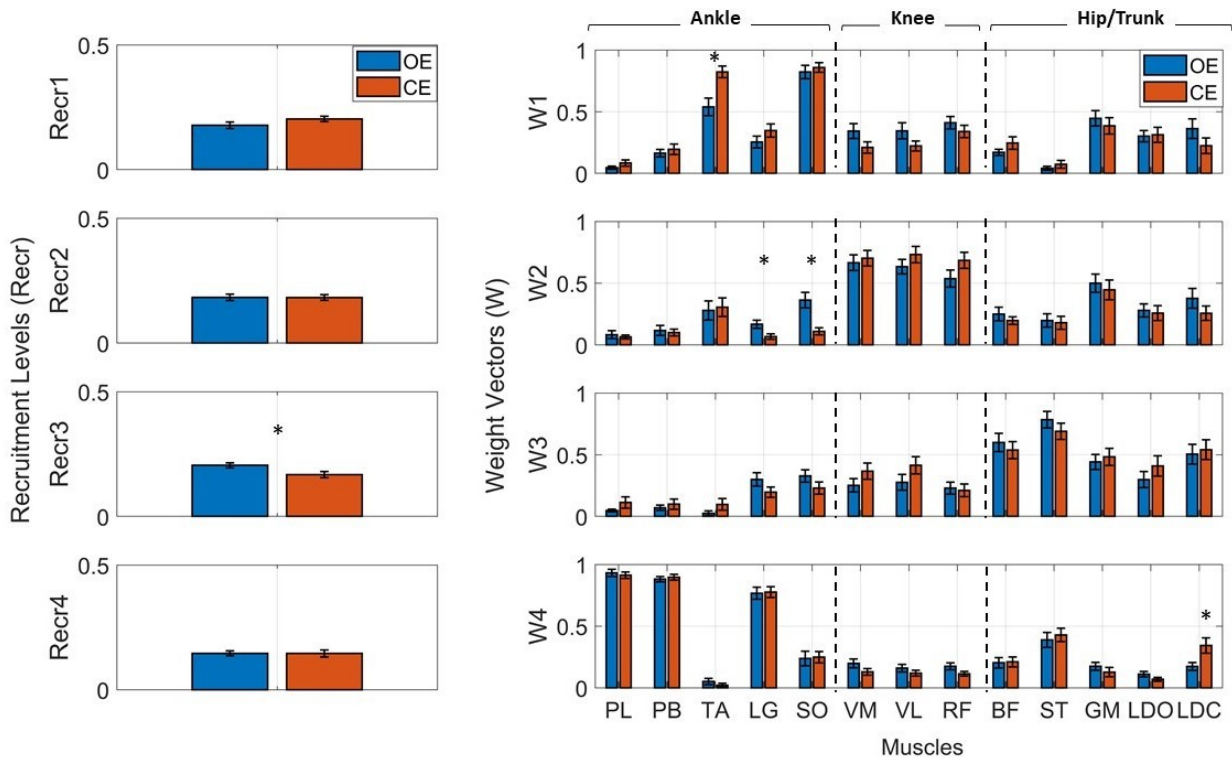 Ankle
Knee
Hip/Trunk
Recruitment Levels (Recr)
Recr1
0.5
0
OE
CE
Recr2
0.5
0
Recr3
0.5
0
*
Recr4
0.5
0
Weight Vectors (W)
W1
1
0.5
0
*
OE
CE
W2
1
0.5
0
* *
W3
1
0.5
0
W4
1
0.5
0
*
PL PB TA LG SO VM VL RF BF ST GM LDO LDC
Muscles